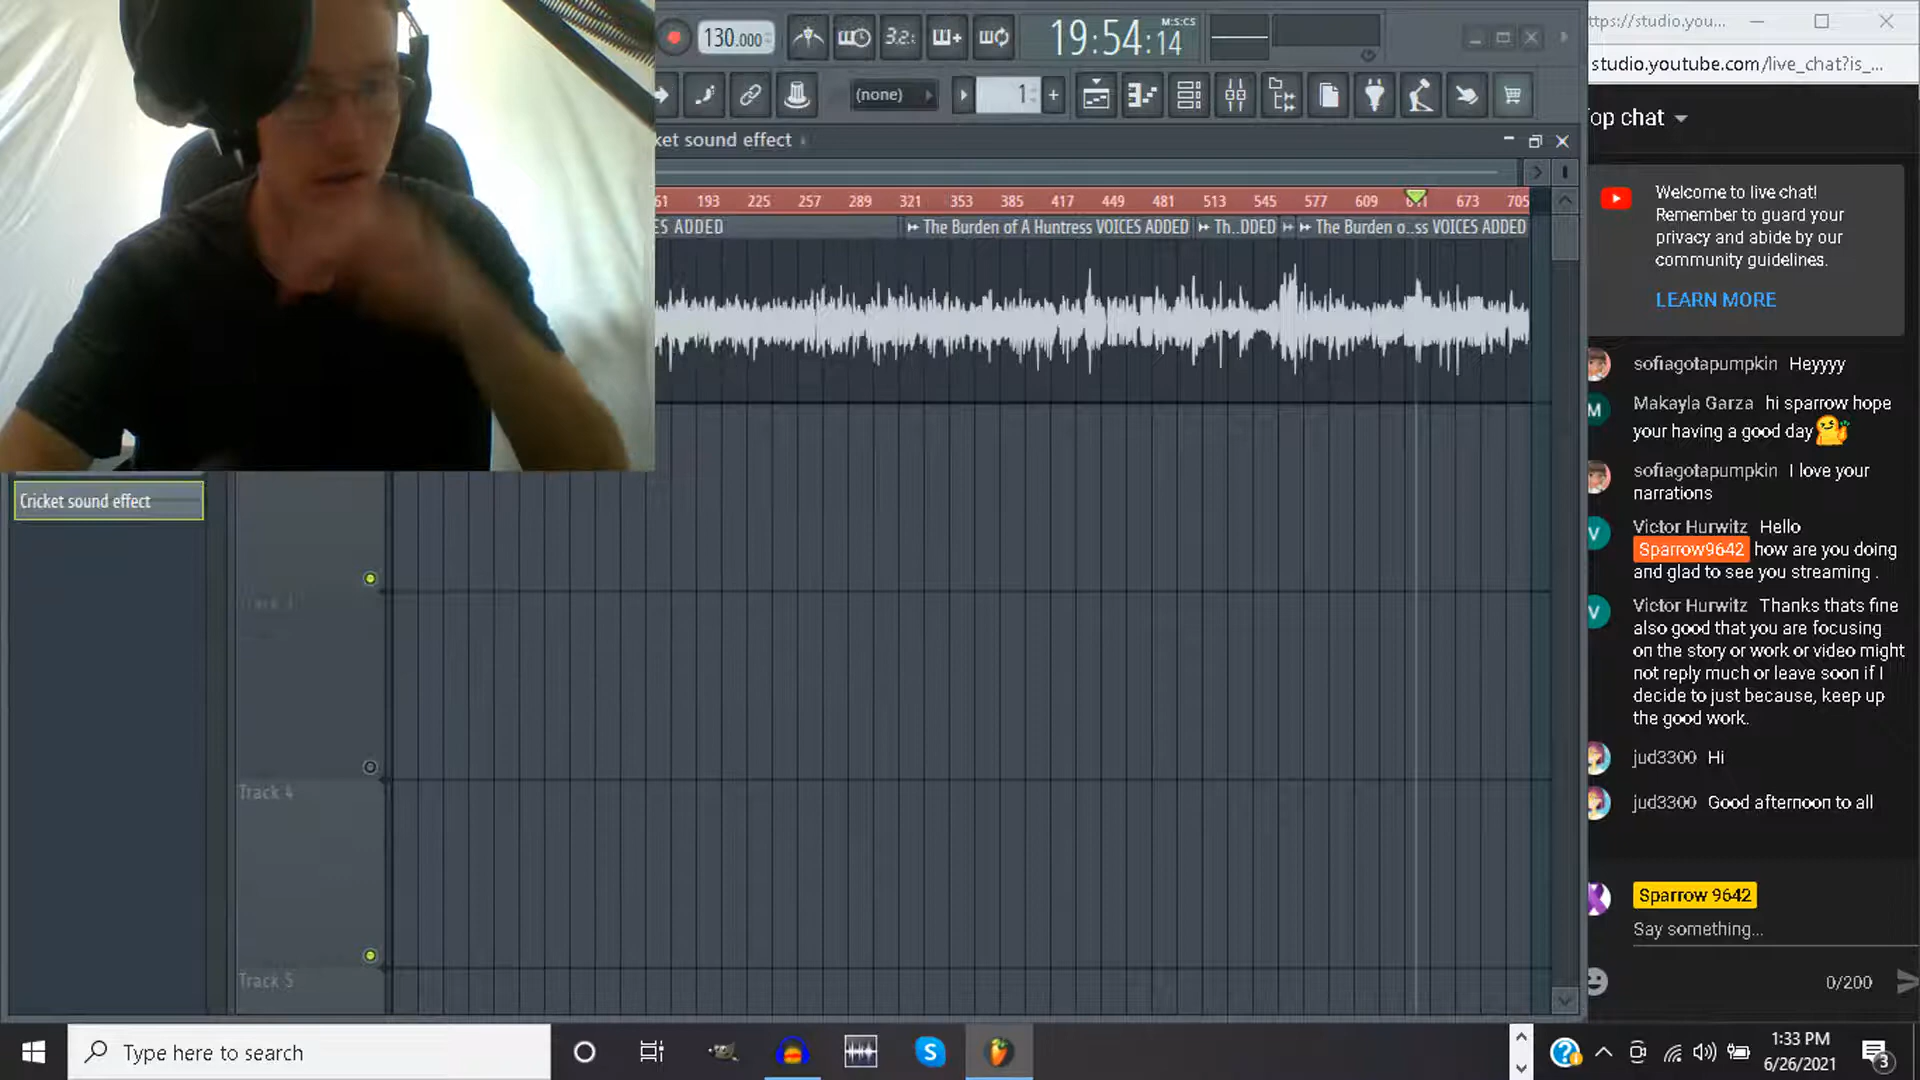 130.000
3.2:
19:54:14
M:S:CS
(none)
1
ket sound effect
61 193 225 257 289 321 353 385 417 449 481 513 545 577 609 641 673 705
ES ADDED
The Burden of A Huntress VOICES ADDED
Th..DDED
The Burden o..ss VOICES ADDED
Cricket sound effect
Track 3
Track 4
Track 5
ttps://studio.you...
studio.youtube.com/live_chat?is_...
op chat
Welcome to live chat!
Remember to guard your
privacy and abide by our
community guidelines.
LEARN MORE
sofiagotapumpkin Heyyyy
M
Makayla Garza hi sparrow hope
your having a good day
sofiagotapumpkin I love your
narrations
V
Victor Hurwitz Hello
Sparrow9642 how are you doing
and glad to see you streaming .
V
Victor Hurwitz Thanks thats fine
also good that you are focusing
on the story or work or video might
not reply much or leave soon if I
decide to just because, keep up
the good work.
jud3300 Hi
jud3300 Good afternoon to all
Sparrow 9642
Say something...
0/200
Type here to search
S
?
1:33 PM
6/26/2021
3